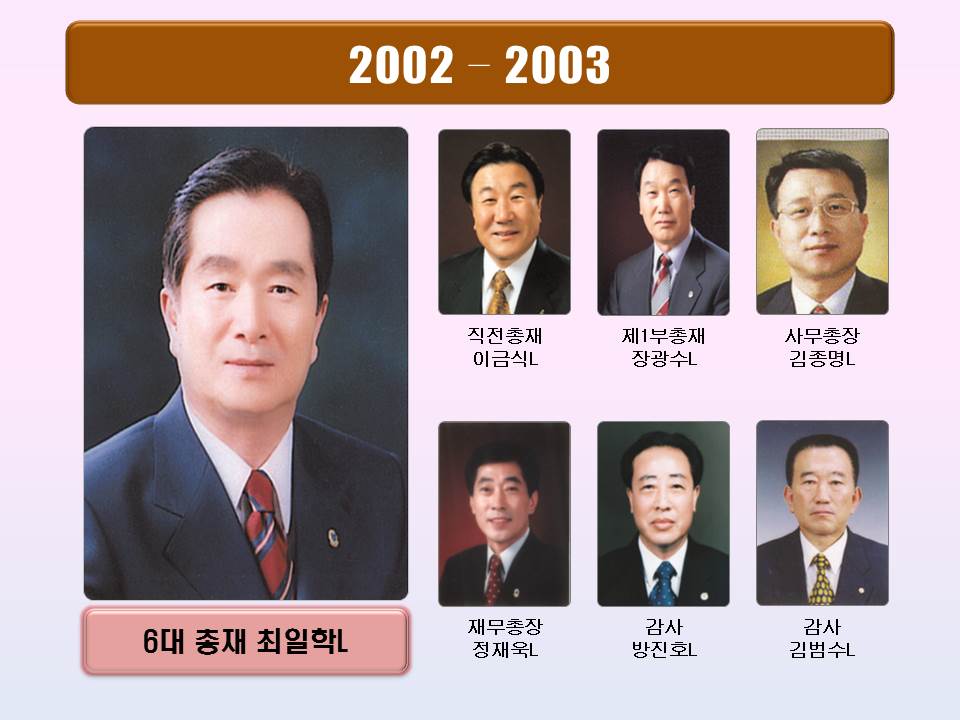 2002 – 2003
직전총재
이금식L
제1부총재
장광수L
사무총장
김종명L
6대 총재 최일학L
재무총장
정재욱L
감사
방진호L
감사
김범수L